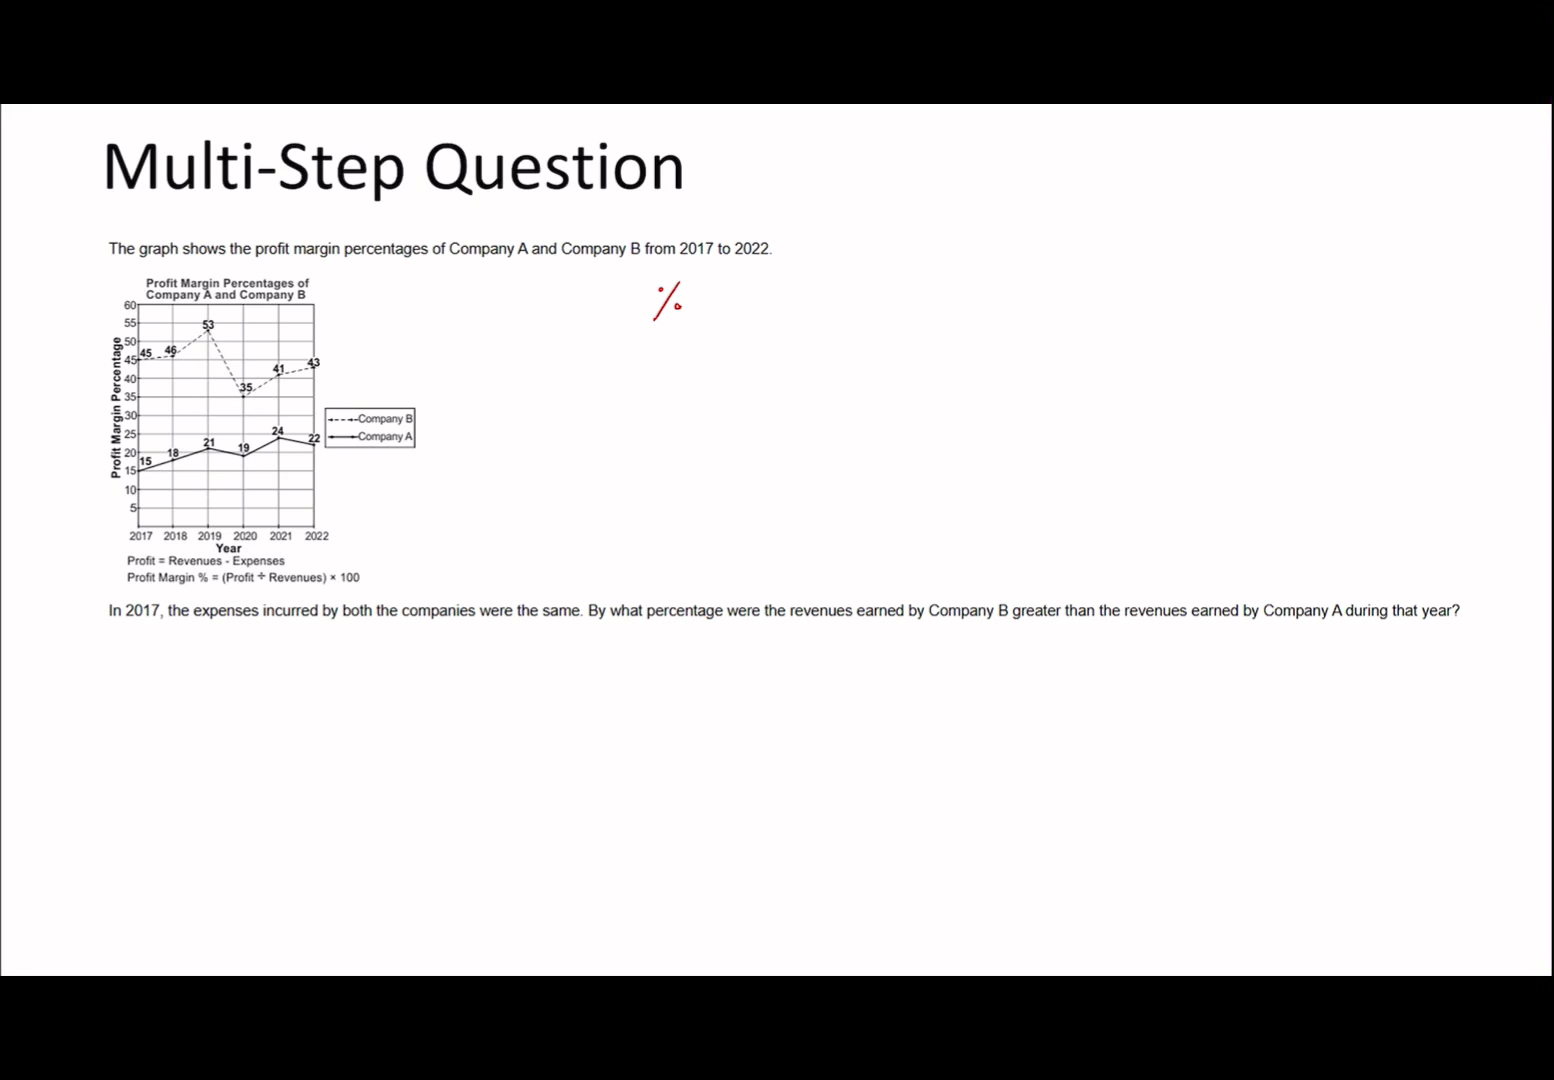 Multi-Step Question
The graph shows the profit margin percentages of Company A and Company B from 2017 to 2022.
%
Profit Margin Percentages of
Company A and Company B
Profit Margin Percentage
60
55
50
45
40
35
30
25
20
15
10
5
45 46 53 35 41 43
15 18 21 19 24 22
Company B
Company A
2017 2018 2019 2020 2021 2022
Year
Profit = Revenues - Expenses
Profit Margin % = (Profit ÷ Revenues) × 100
In 2017, the expenses incurred by both the companies were the same. By what percentage were the revenues earned by Company B greater than the revenues earned by Company A during that year?